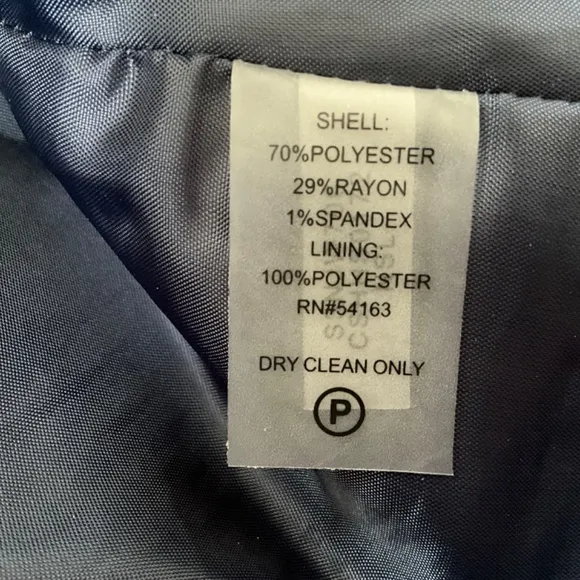 SHELL:
70%POLYESTER
29%RAYON
1%SPANDEX
LINING:
100%POLYESTER
RN#54163
DRY CLEAN ONLY
P